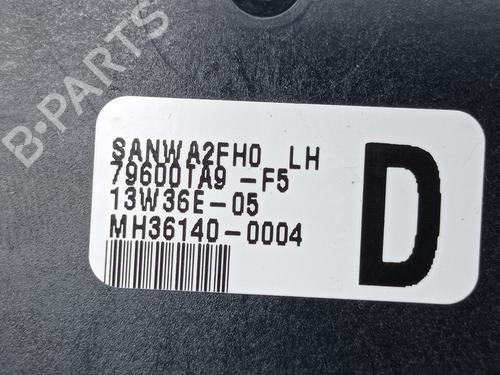 B-PARTS
SANWA2FH0 LH
79600TA9 -F5
13W36E-05
MH36140-0004
D